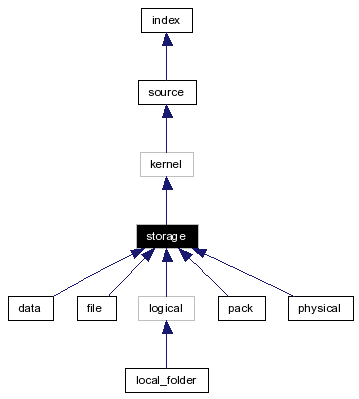 index
source
kernel
storage
data
file
logical
pack
physical
local_folder